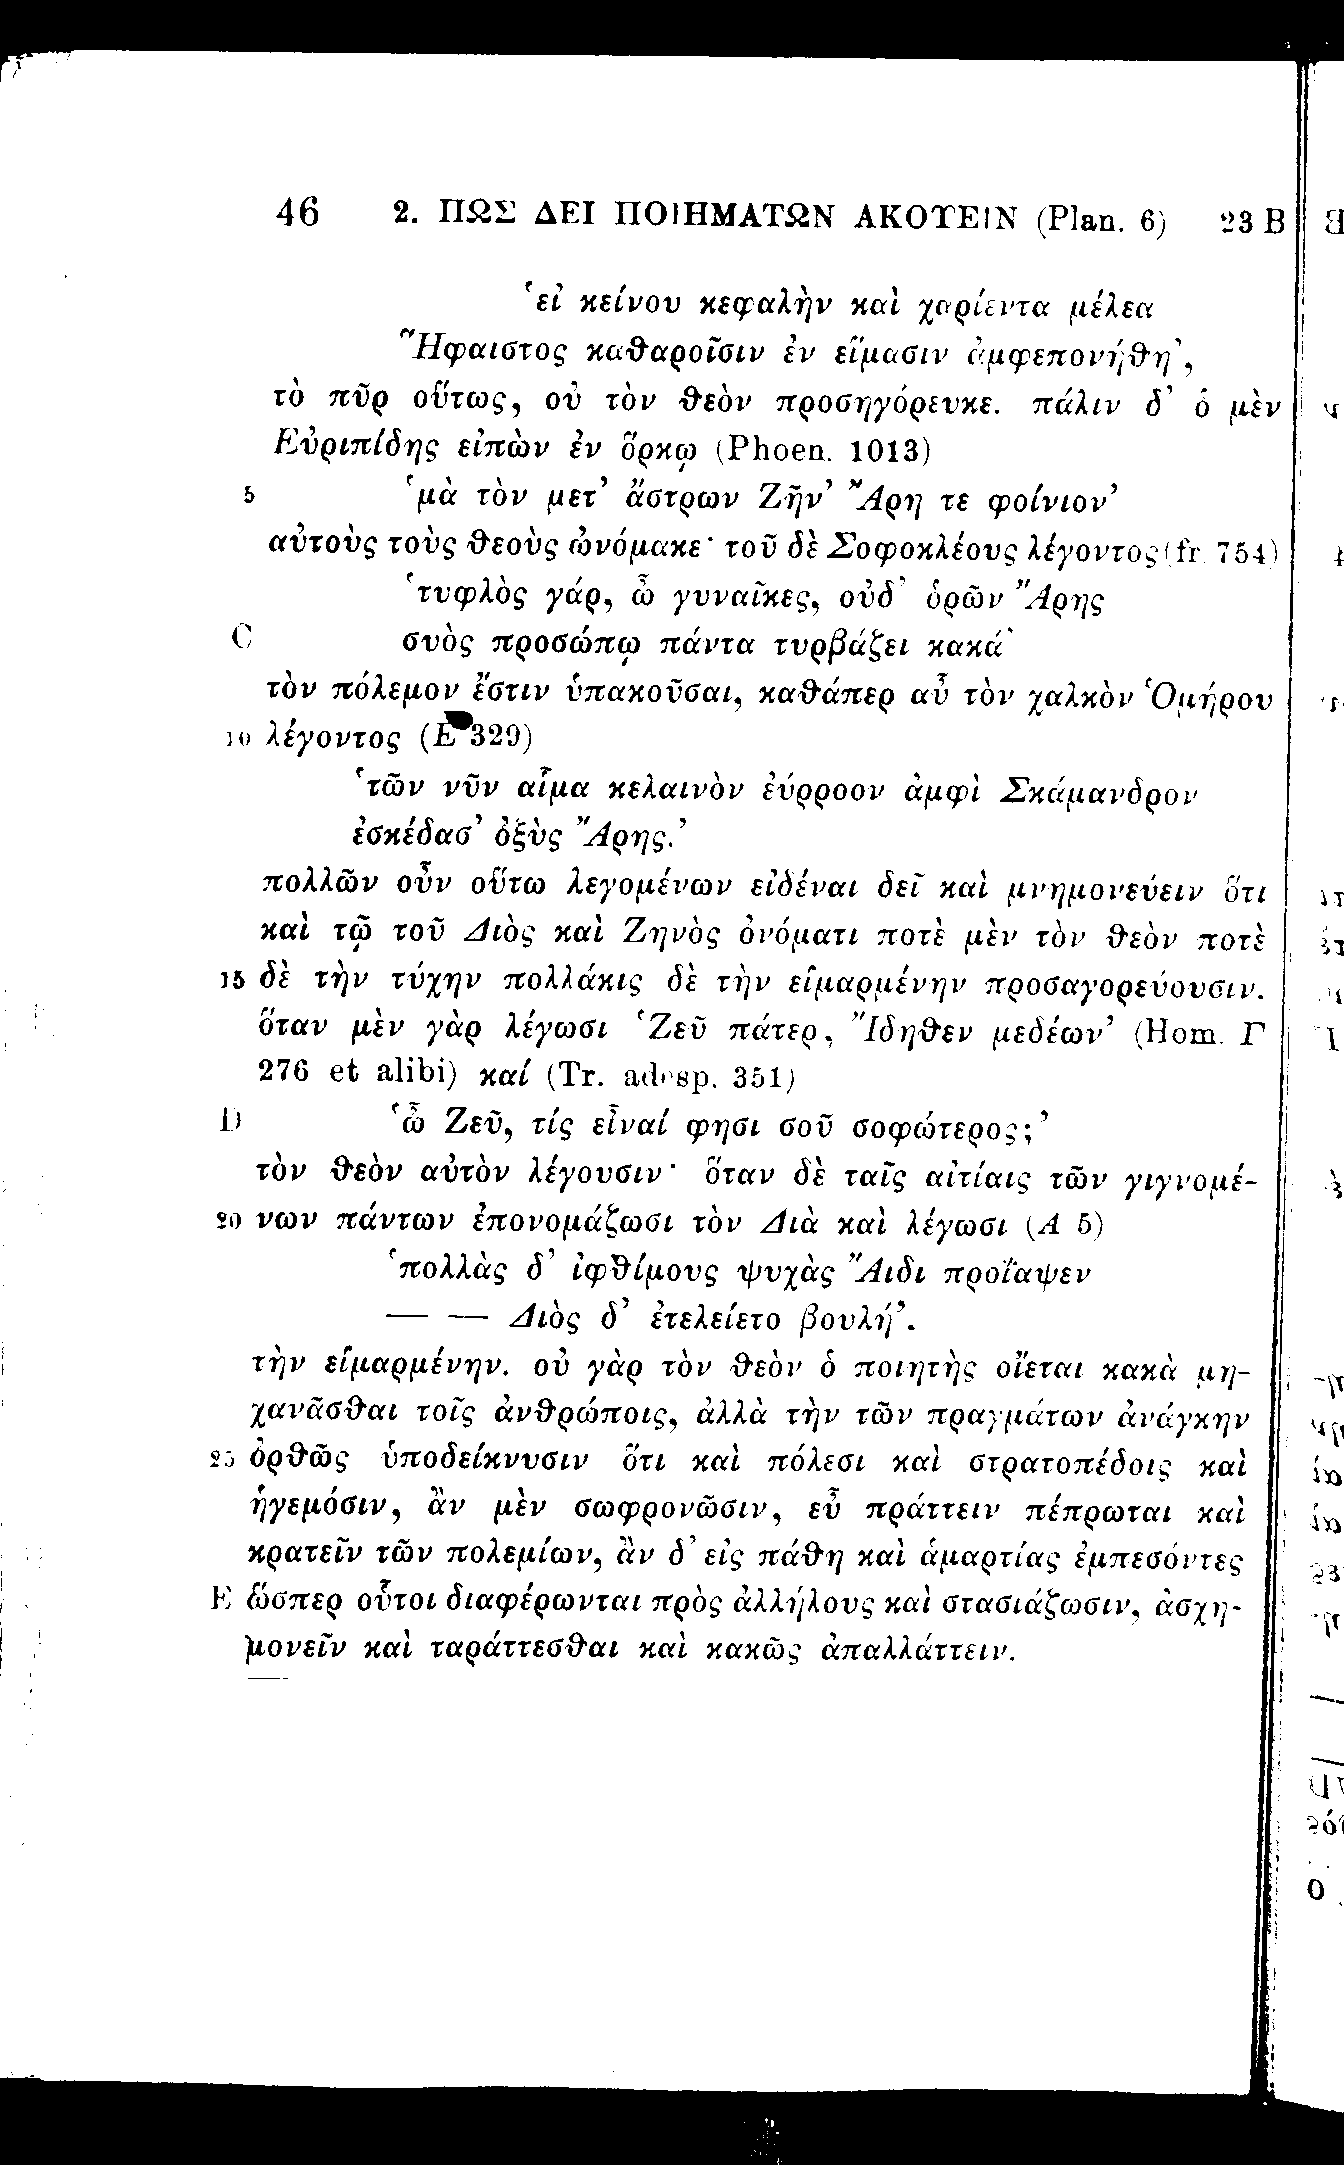 46 2. ΠΩΣ ΔΕΙ ΠΟΙΗΜΑΤΩΝ ΑΚΟΥΕΙΝ (Plan. 6) 23 B
‘εἰ κείνου κεφαλὴν καὶ χαρίεντα μέλεα
Ἥφαιστος καθαροῖσιν ἐν εἵμασιν ἀμφεπονήθη’,
τὸ πῦρ οὕτως, οὐ τὸν θεὸν προσηγόρευκε. πάλιν δ’ ὁ μὲν
Εὐριπίδης εἰπὼν ἐν ὅρκῳ (Phoen. 1013)
5 ‘μὰ τὸν μετ’ ἄστρων Ζῆν’ Ἄρη τε φοίνιον’
αὐτοὺς τοὺς θεοὺς ὠνόμακε· τοῦ δὲ Σοφοκλέους λέγοντος (fr. 754)
‘τυφλὸς γάρ, ὦ γυναῖκες, οὐδ’ ὁρῶν Ἄρης
C συὸς προσώπῳ πάντα τυρβάζει κακά’
τὸν πόλεμον ἔστιν ὑπακοῦσαι, καθάπερ αὖ τὸν χαλκὸν Ὁμήρου
10 λέγοντος (Ε 329)
‘τῶν νῦν αἷμα κελαινὸν ἐύρροον ἀμφὶ Σκάμανδρον
ἐσκέδασ’ ὀξὺς Ἄρης.’
πολλῶν οὖν οὕτω λεγομένων εἰδέναι δεῖ καὶ μνημονεύειν ὅτι
καὶ τῷ τοῦ Διὸς καὶ Ζηνὸς ὀνόματι ποτὲ μὲν τὸν θεὸν ποτὲ
15 δὲ τὴν τύχην πολλάκις δὲ τὴν εἱμαρμένην προσαγορεύουσιν.
ὅταν μὲν γὰρ λέγωσι ‘Ζεῦ πάτερ, Ἴδηθεν μεδέων’ (Hom. Γ
276 et alibi) καί (Tr. adesp. 351)
D ‘ὦ Ζεῦ, τίς εἶναί φησι σοῦ σοφώτερος;’
τὸν θεὸν αὐτὸν λέγουσιν· ὅταν δὲ ταῖς αἰτίαις τῶν γιγνομέ-
20 νων πάντων ἐπονομάζωσι τὸν Δία καὶ λέγωσι (Α 5)
‘πολλὰς δ’ ἰφθίμους ψυχὰς Ἄιδι προΐαψεν
— — Διὸς δ’ ἐτελείετο βουλή’.
τὴν εἱμαρμένην. οὐ γὰρ τὸν θεὸν ὁ ποιητὴς οἴεται κακὰ μη-
χανᾶσθαι τοῖς ἀνθρώποις, ἀλλὰ τὴν τῶν πραγμάτων ἀνάγκην
25 ὀρθῶς ὑποδείκνυσιν ὅτι καὶ πόλεσι καὶ στρατοπέδοις καὶ
ἡγεμόσιν, ἂν μὲν σωφρονῶσιν, εὖ πράττειν πέπρωται καὶ
κρατεῖν τῶν πολεμίων, ἂν δ’ εἰς πάθη καὶ ἁμαρτίας ἐμπεσόντες
E ὥσπερ οὗτοι διαφέρωνται πρὸς ἀλλήλους καὶ στασιάζωσιν, ἀσχη-
μονεῖν καὶ ταράττεσθαι καὶ κακῶς ἀπαλλάττειν.